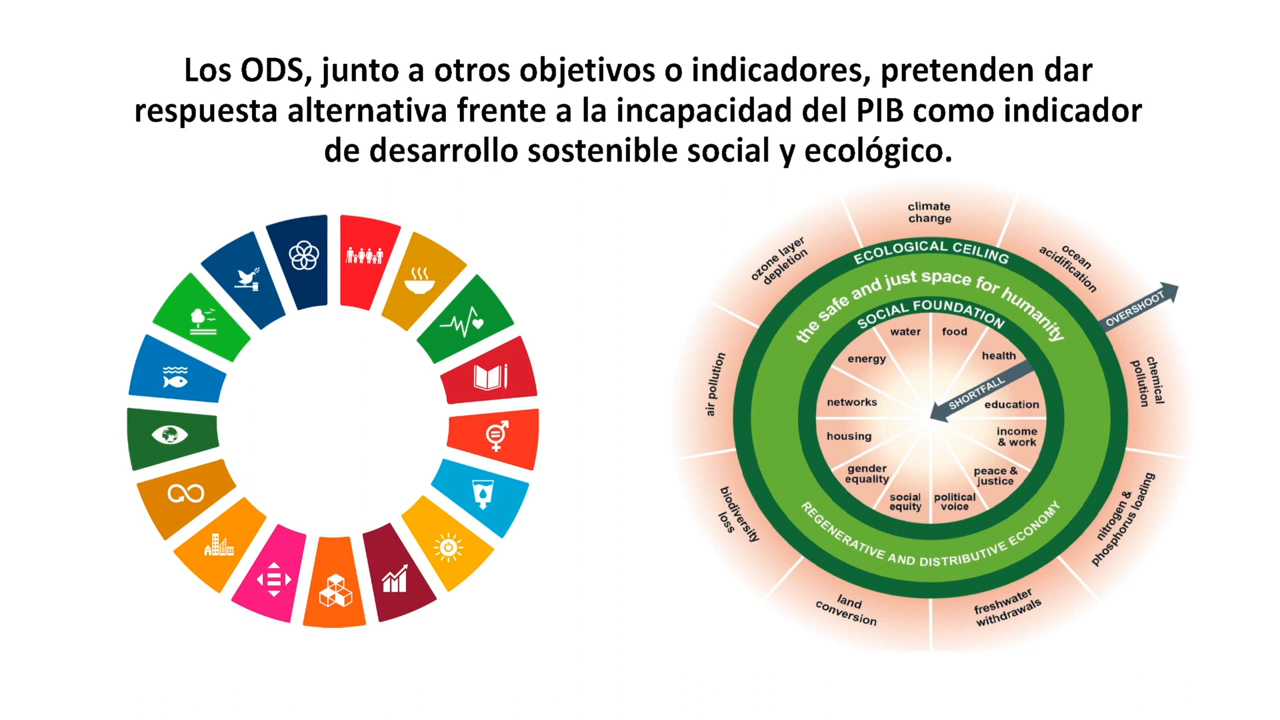 Los ODS, junto a otros objetivos o indicadores, pretenden dar
respuesta alternativa frente a la incapacidad del PIB como indicador
de desarrollo sostenible social y ecológico.
climate
change
ozone layer
depletion
ocean
acidification
ECOLOGICAL CEILING
the safe and just space for humanity
OVERSHOOT
SOCIAL FOUNDATION
water
food
energy
health
SHORTFALL
air pollution
chemical
pollution
networks
education
housing
income
& work
gender
equality
peace &
justice
social
equity
political
voice
biodiversity
loss
nitrogen &
phosphorus loading
REGENERATIVE AND DISTRIBUTIVE ECONOMY
land
conversion
freshwater
withdrawals